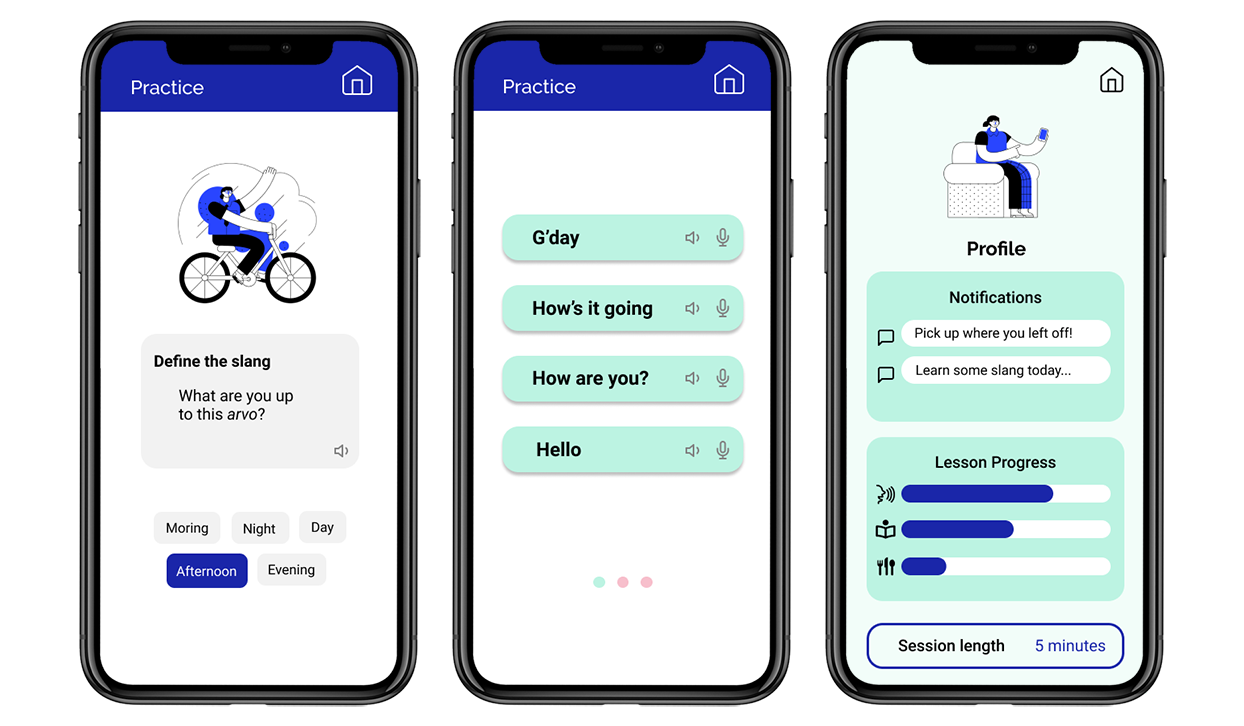 Practice
Define the slang
What are you up
to this arvo?
Moring
Night
Day
Afternoon
Evening
Practice
G’day
How’s it going
How are you?
Hello
Profile
Notifications
Pick up where you left off!
Learn some slang today...
Lesson Progress
Session length 5 minutes